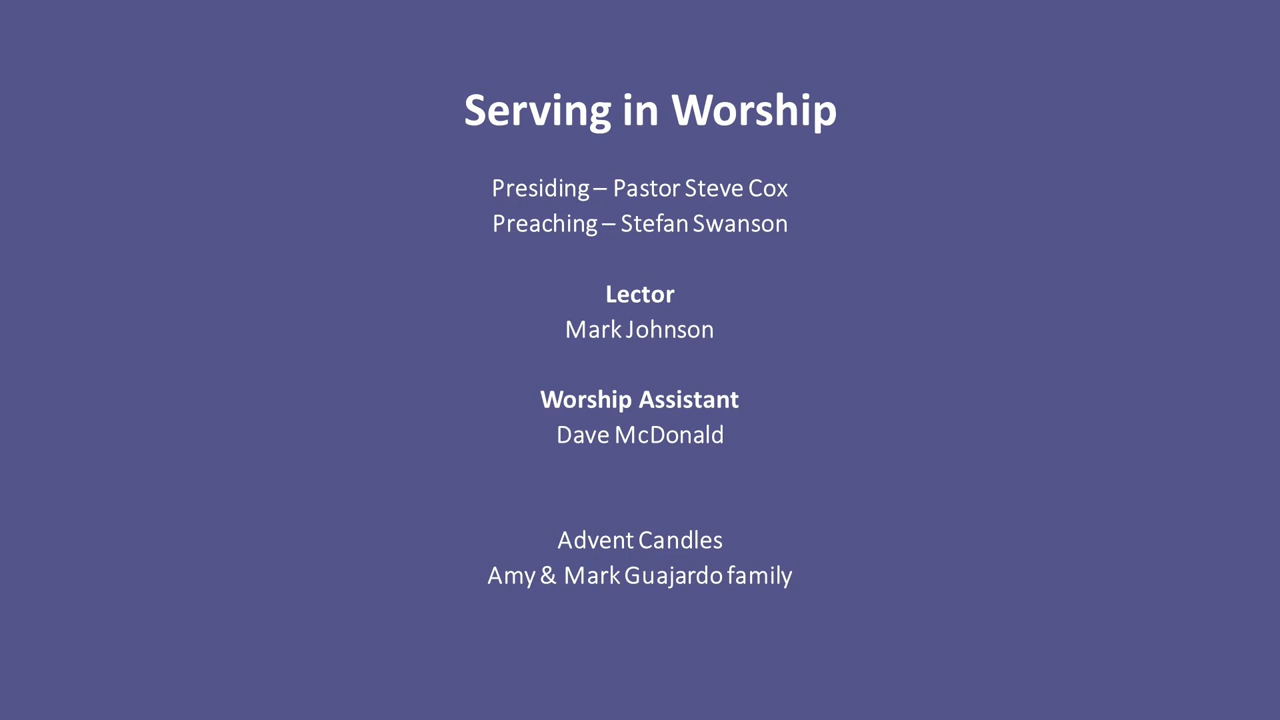 Serving in Worship
Presiding – Pastor Steve Cox
Preaching – Stefan Swanson
Lector
Mark Johnson
Worship Assistant
Dave McDonald
Advent Candles
Amy & Mark Guajardo family